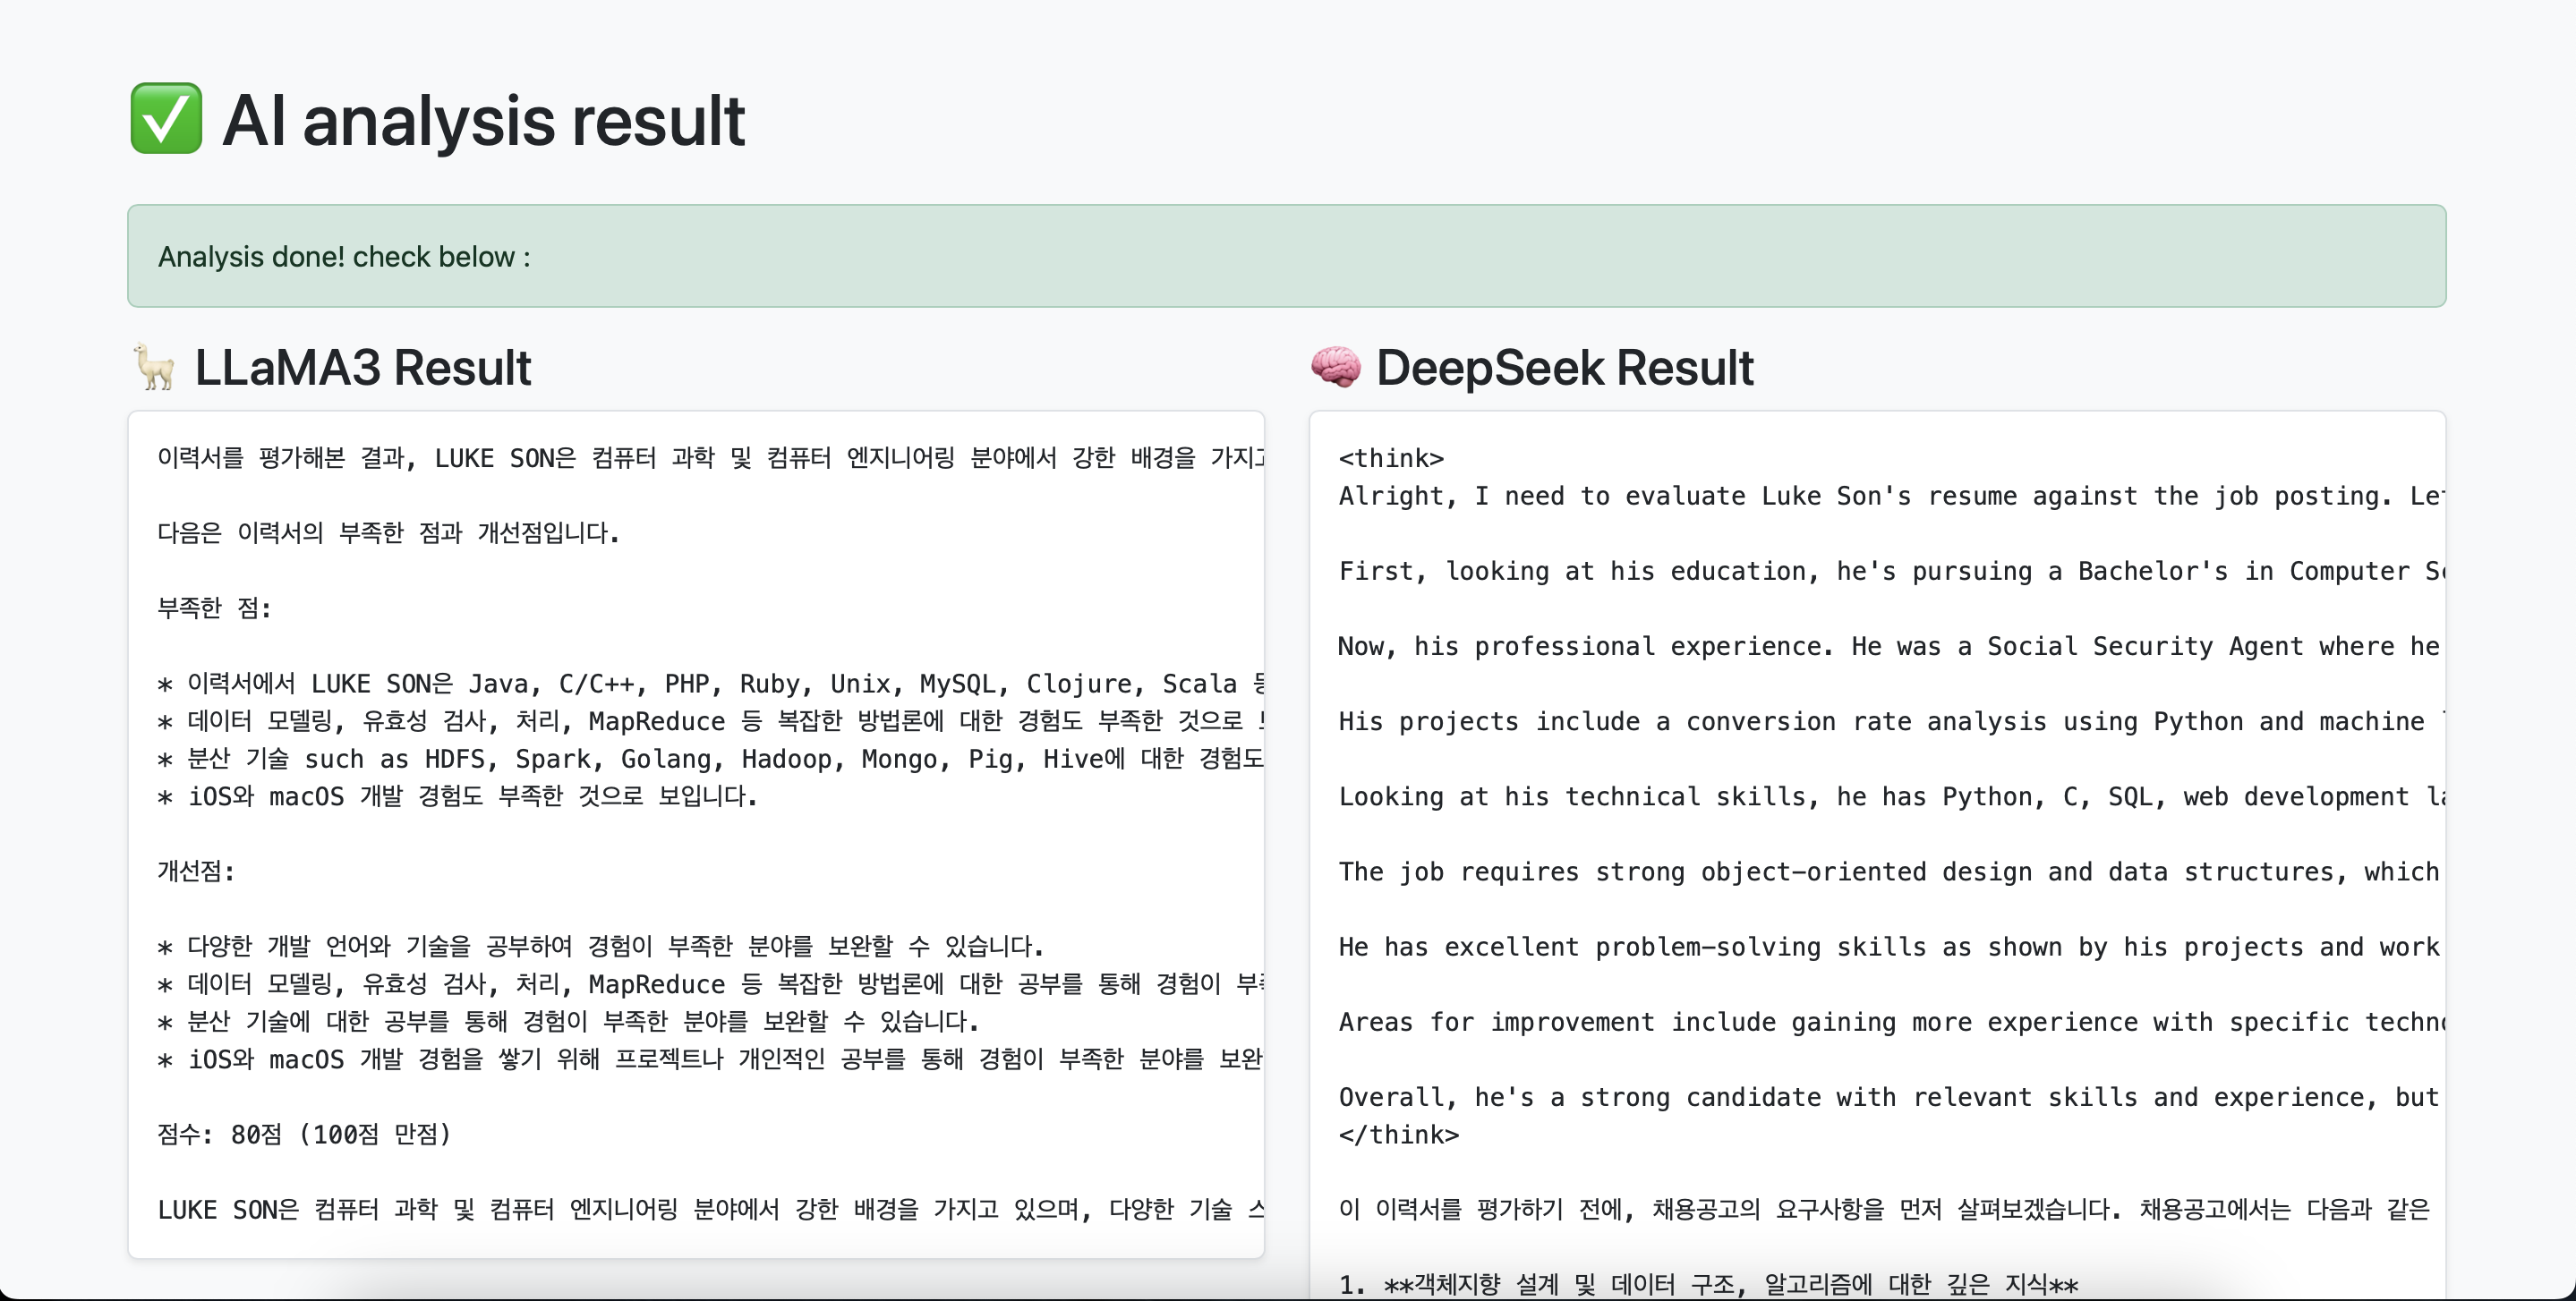 AI analysis result
Analysis done! check below :
LLaMA3 Result
이력서를 평가해본 결과, LUKE SON은 컴퓨터 과학 및 컴퓨터 엔지니어링 분야에서 강한 배경을 가지고
다음은 이력서의 부족한 점과 개선점입니다.
부족한 점:
* 이력서에서 LUKE SON은 Java, C/C++, PHP, Ruby, Unix, MySQL, Clojure, Scala 등
* 데이터 모델링, 유효성 검사, 처리, MapReduce 등 복잡한 방법론에 대한 경험도 부족한 것으로
* 분산 기술 such as HDFS, Spark, Golang, Hadoop, Mongo, Pig, Hive에 대한 경험도
* iOS와 macOS 개발 경험도 부족한 것으로 보입니다.
개선점:
* 다양한 개발 언어와 기술을 공부하여 경험이 부족한 분야를 보완할 수 있습니다.
* 데이터 모델링, 유효성 검사, 처리, MapReduce 등 복잡한 방법론에 대한 공부를 통해 경험이
* 분산 기술에 대한 공부를 통해 경험이 부족한 분야를 보완할 수 있습니다.
* iOS와 macOS 개발 경험을 쌓기 위해 프로젝트나 개인적인 공부를 통해 경험이 부족한 분야를 보완
점수: 80점 (100점 만점)
LUKE SON은 컴퓨터 과학 및 컴퓨터 엔지니어링 분야에서 강한 배경을 가지고 있으며, 다양한 기술
DeepSeek Result
<think>
Alright, I need to evaluate Luke Son's resume against the job posting.
First, looking at his education, he's pursuing a Bachelor's in Computer
Now, his professional experience. He was a Social Security Agent where he
His projects include a conversion rate analysis using Python and machine
Looking at his technical skills, he has Python, C, SQL, web development
The job requires strong object-oriented design and data structures, which
He has excellent problem-solving skills as shown by his projects and work
Areas for improvement include gaining more experience with specific
Overall, he's a strong candidate with relevant skills and experience, but
</think>
이 이력서를 평가하기 전에, 채용공고의 요구사항을 먼저 살펴보겠습니다. 채용공고에서는 다음과 같은
1. **객체지향 설계 및 데이터 구조, 알고리즘에 대한 깊은 지식**